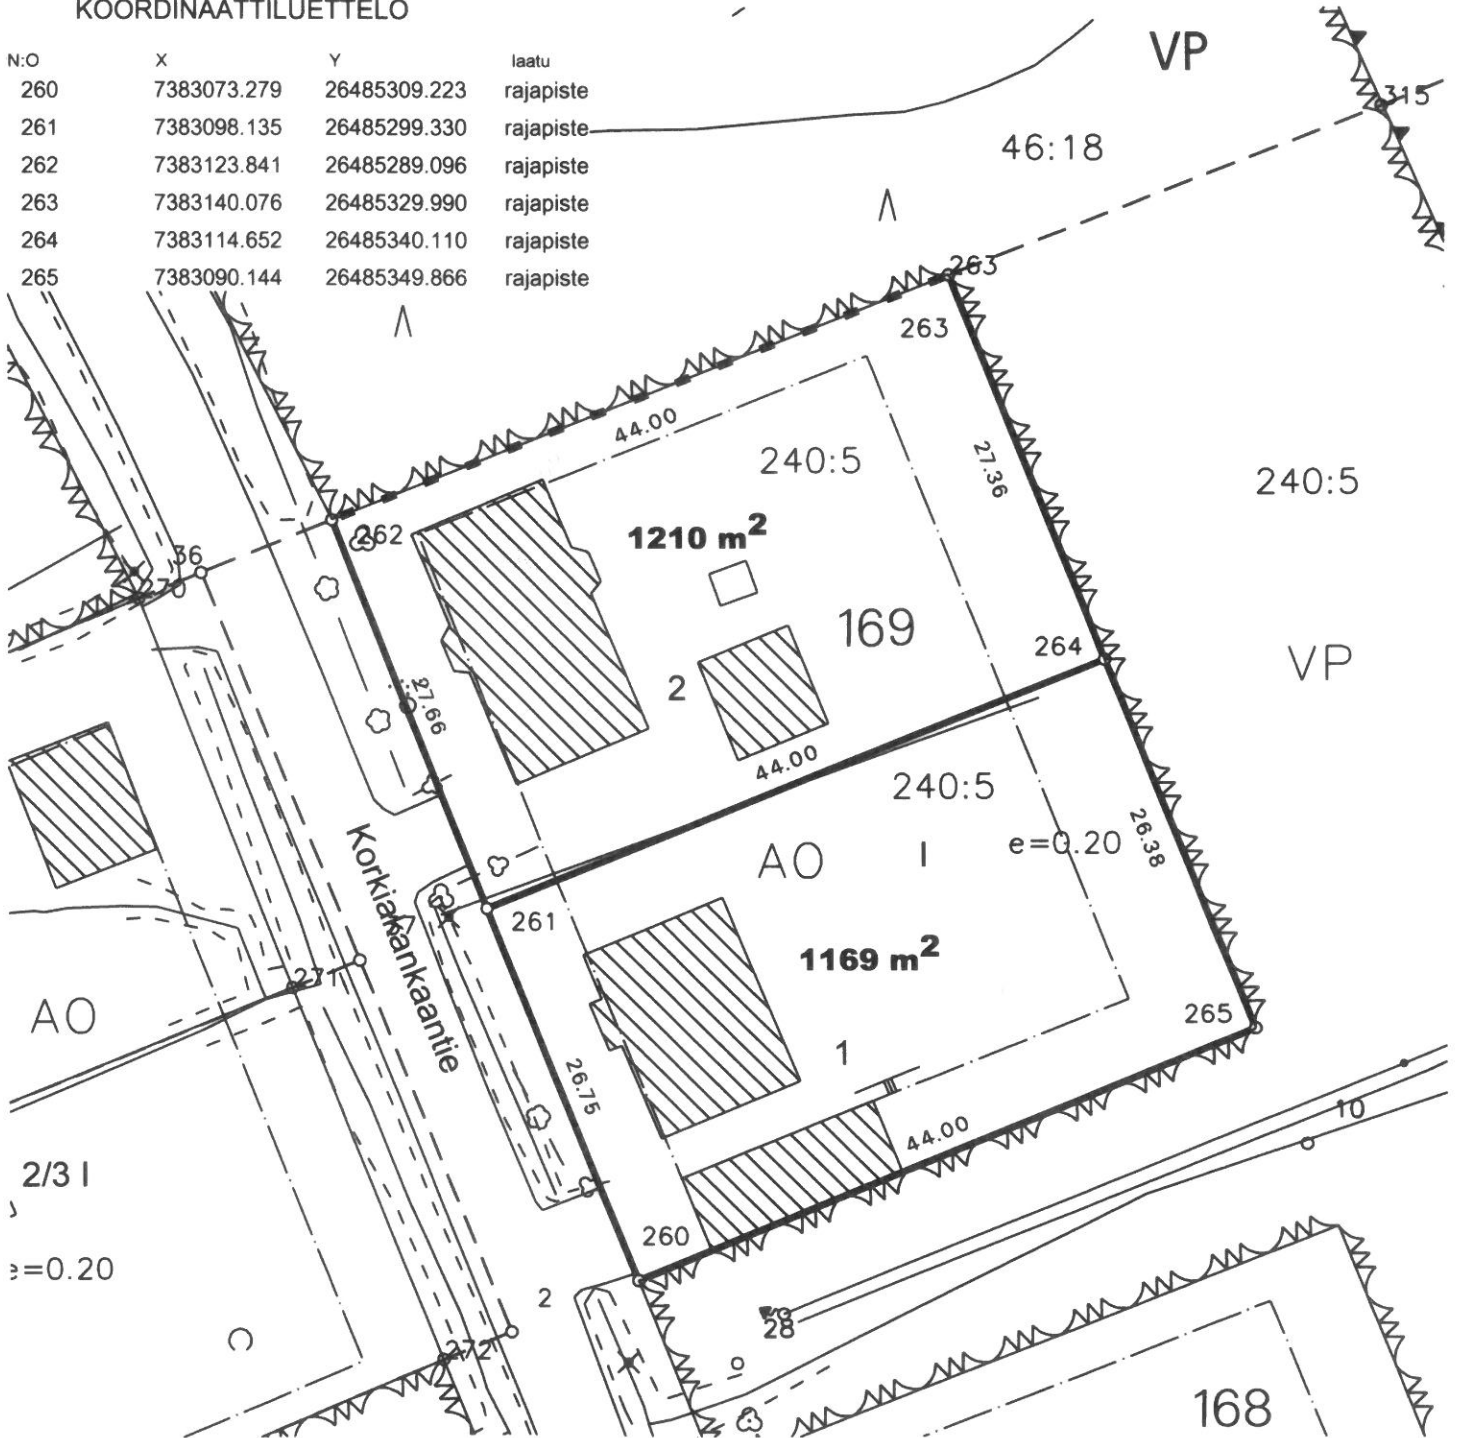 KOORDINAATTILUETTELO
N:O X Y laatu
260 7383073.279 26485309.223 rajapiste
261 7383098.135 26485299.330 rajapiste
262 7383123.841 26485289.096 rajapiste
263 7383140.076 26485329.990 rajapiste
264 7383114.652 26485340.110 rajapiste
265 7383090.144 26485349.866 rajapiste
VP
315
46:18
263
263
44.00
27.36
240:5
240:5
262
1210 m²
36
270
169
264
VP
2
27.66
44.00
240:5
AO I e=0.20
26.38
Korkiakankaantie
261
1169 m²
27
AO
265
1
26.75
10
44.00
2/3 I
260
e=0.20
2
28
272
168